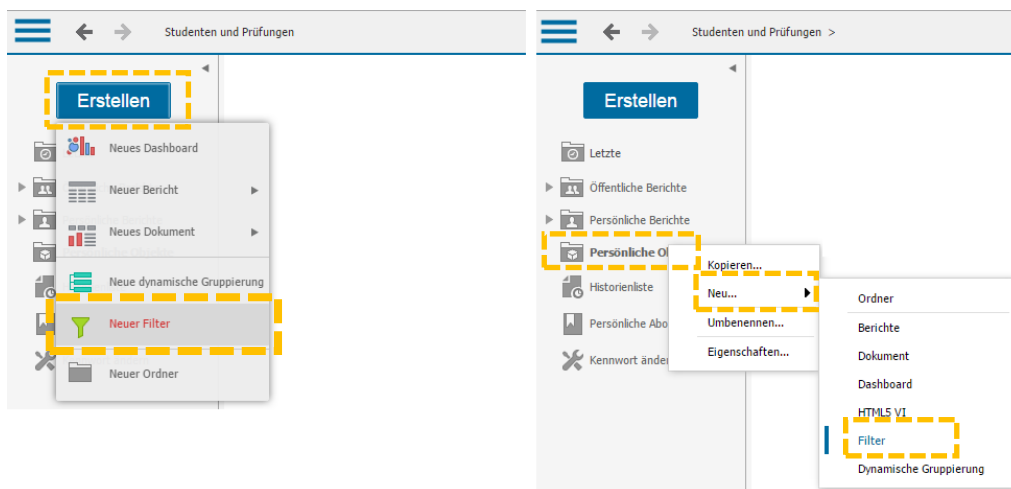 Studenten und Prüfungen
Erstellen
Neues Dashboard
Neuer Bericht
Neues Dokument
Neue dynamische Gruppierung
Neuer Filter
Neuer Ordner
Studenten und Prüfungen >
Erstellen
Letzte
Öffentliche Berichte
Persönliche Berichte
Persönliche Ob
Historienliste
Persönliche Abo
Kennwort änder
Kopieren...
Neu...
Umbenennen...
Eigenschaften...
Ordner
Berichte
Dokument
Dashboard
HTML5 VI
Filter
Dynamische Gruppierung